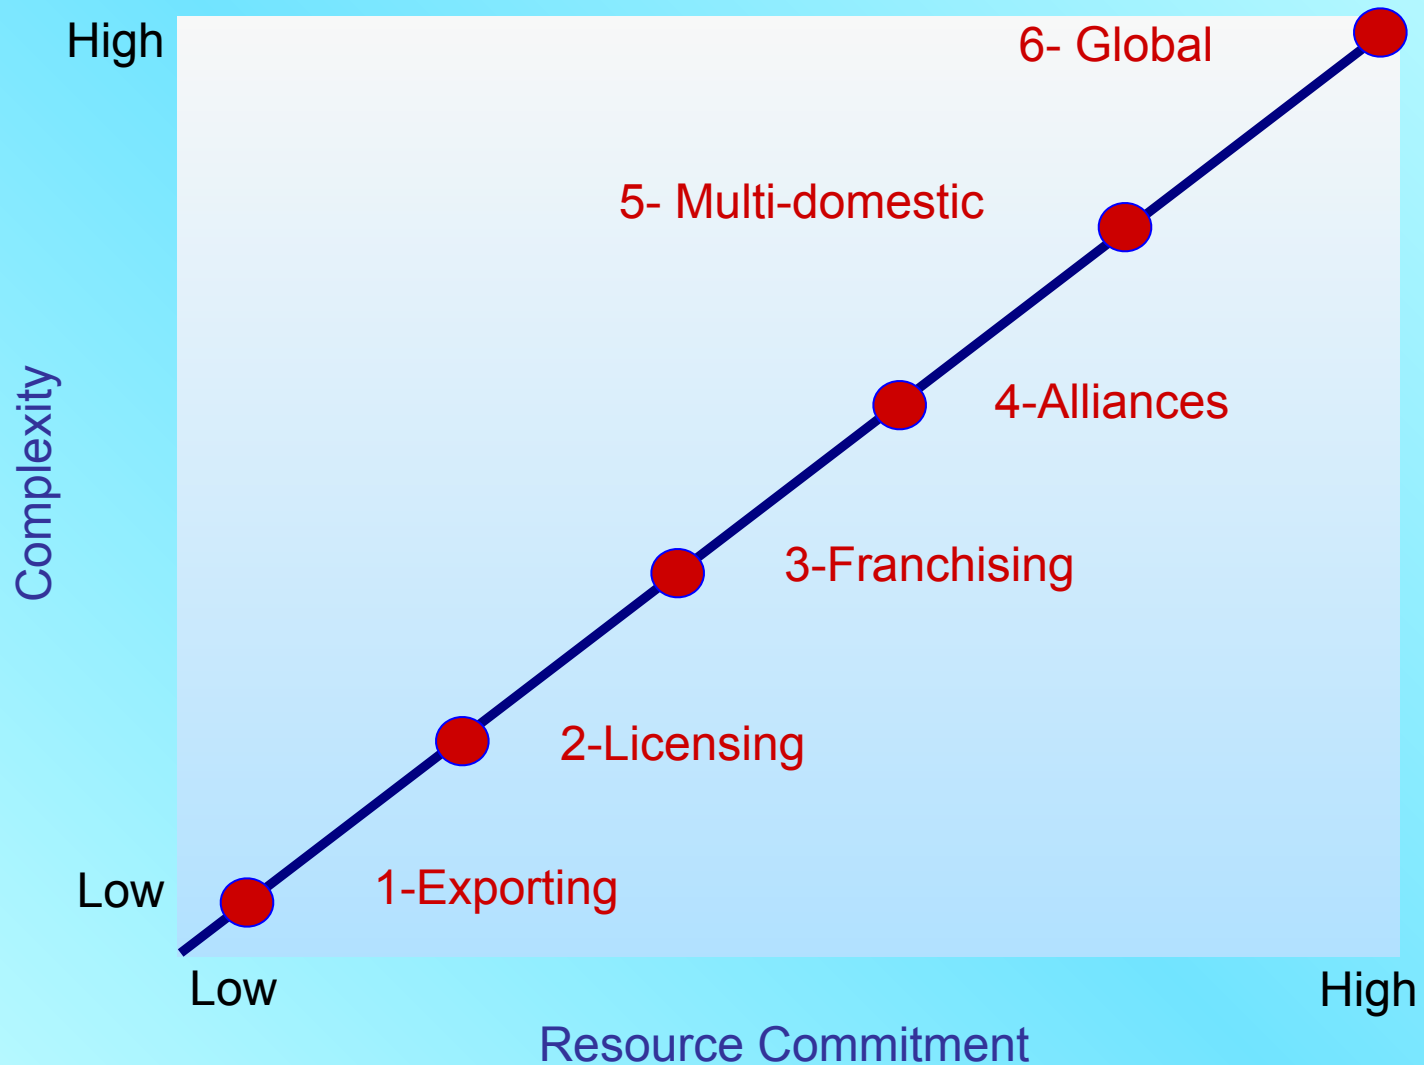 High
6- Global
5- Multi-domestic
4-Alliances
Complexity
3-Franchising
2-Licensing
1-Exporting
Low
Low
High
Resource Commitment